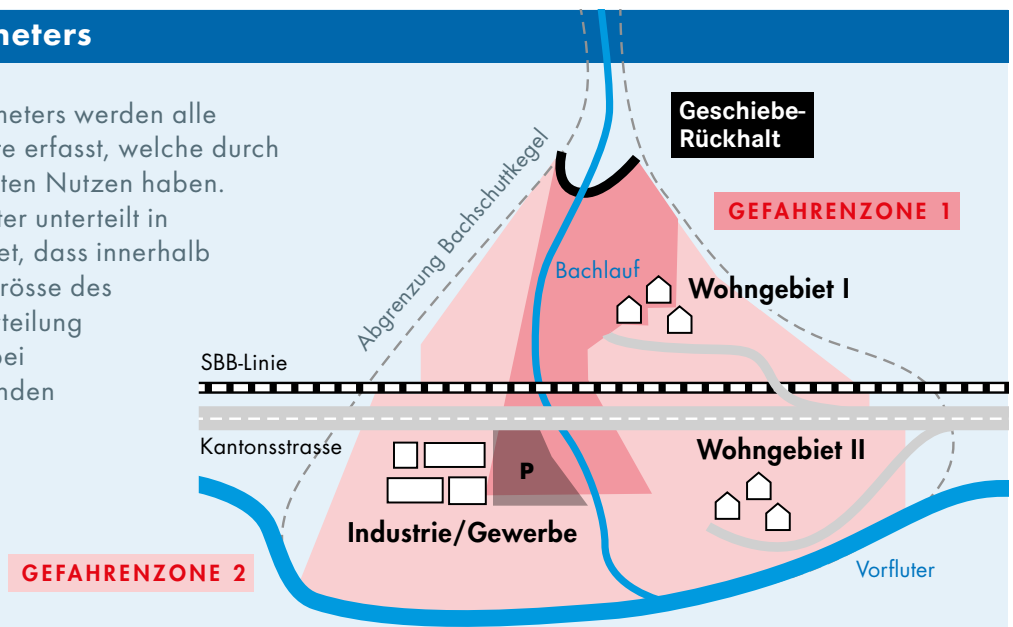 meters
meters werden alle
re erfasst, welche durch
ten Nutzen haben.
ter unterteilt in
et, dass innerhalb
rösse des
teilung
bei
nden
Geschiebe-
Rückhalt
GEFAHRENZONE 1
Abgrenzung Bachschuttkegel
Bachlauf
Wohngebiet I
SBB-Linie
Kantonsstrasse
Wohngebiet II
P
Industrie/Gewerbe
GEFAHRENZONE 2
Vorfluter